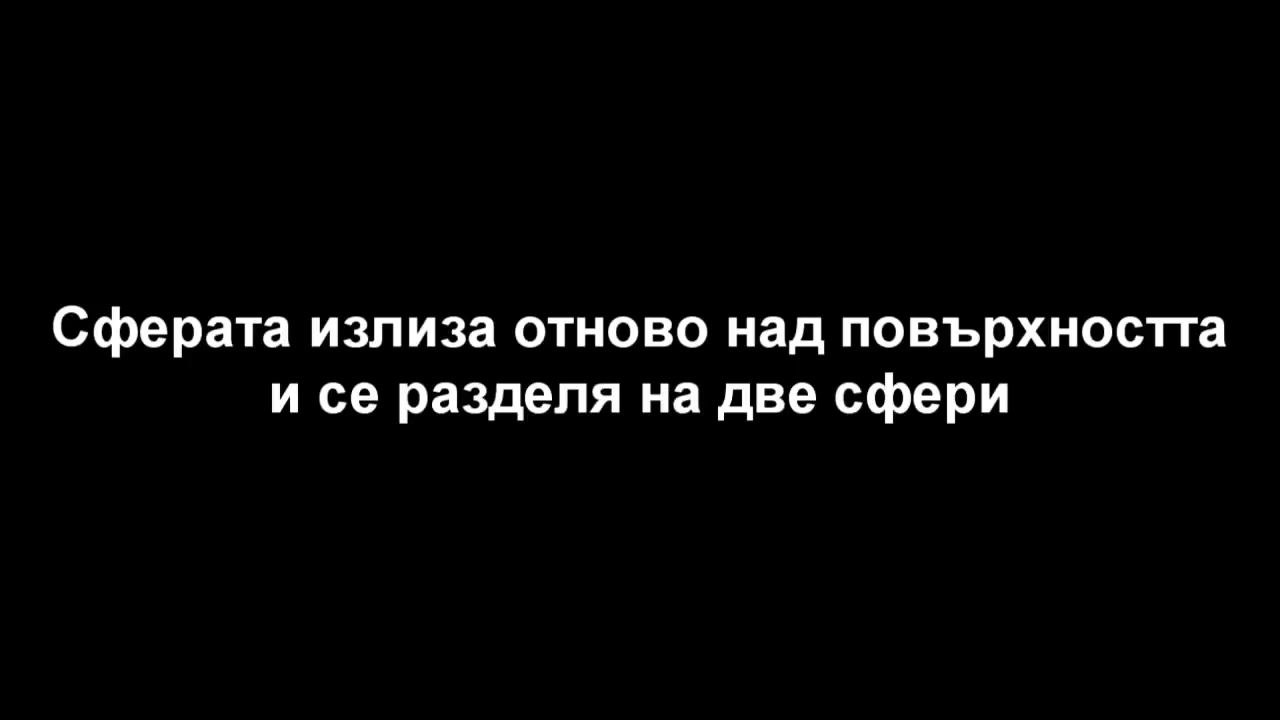 Сферата излиза отново над повърхността
и се разделя на две сфери